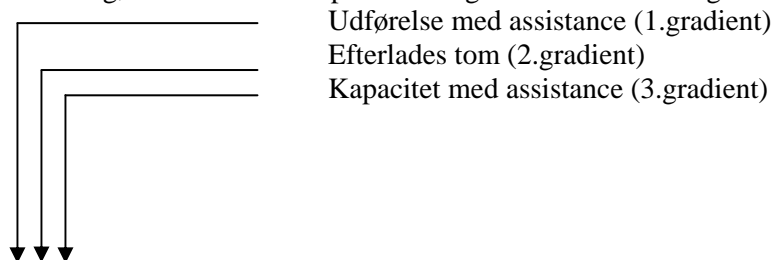 Udførelse med assistance (1.gradient)
Efterlades tom (2.gradient)
Kapacitet med assistance (3.gradient)